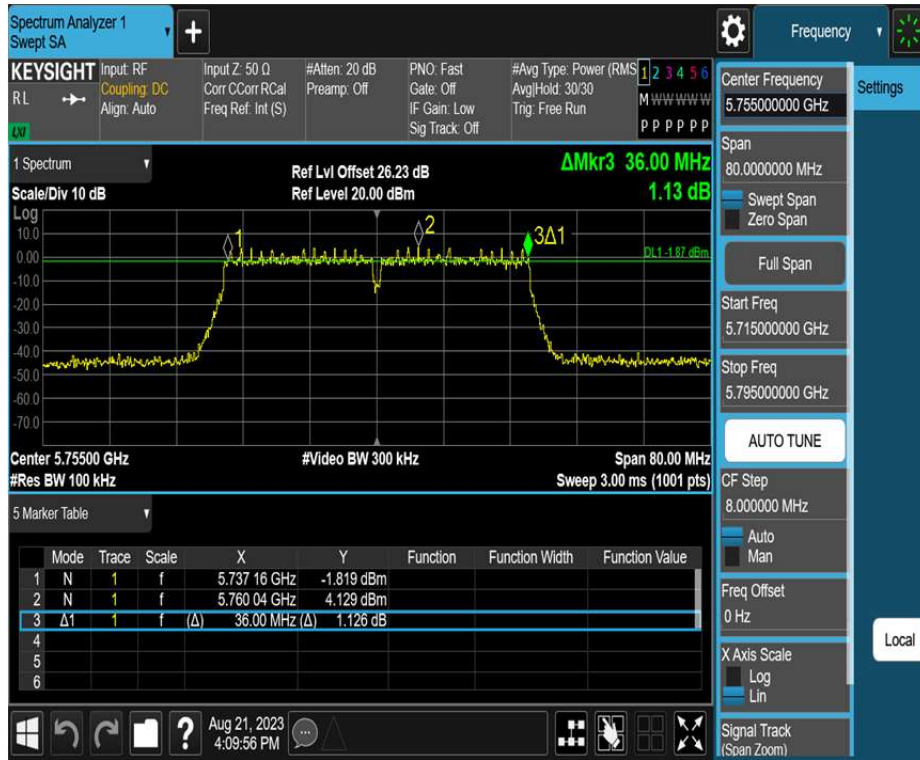 Spectrum Analyzer 1
Swept SA
+
Frequency
KEYSIGHT
RL
LXI
Input: RF
Coupling: DC
Align: Auto
Input Z: 50 Ω
Corr CCorr RCal
Freq Ref: Int (S)
#Atten: 20 dB
Preamp: Off
PNO: Fast
Gate: Off
IF Gain: Low
Sig Track: Off
#Avg Type: Power (RMS
Avg|Hold: 30/30
Trig: Free Run
1 2 3 4 5 6
M W W W W W
P P P P P P
1 Spectrum
Scale/Div 10 dB
Ref Lvl Offset 26.23 dB
Ref Level 20.00 dBm
ΔMkr3 36.00 MHz
1.13 dB
Log
10.0
0.00
-10.0
-20.0
-30.0
-40.0
-50.0
-60.0
-70.0
1
2
3Δ1
DL1 -1.87 dBm
Center 5.75500 GHz
#Video BW 300 kHz
Span 80.00 MHz
#Res BW 100 kHz
Sweep 3.00 ms (1001 pts)
5 Marker Table
Mode Trace Scale X Y Function Function Width Function Value
1 N 1 f 5.737 16 GHz -1.819 dBm
2 N 1 f 5.760 04 GHz 4.129 dBm
3 Δ1 1 f (Δ) 36.00 MHz (Δ) 1.126 dB
4
5
6
Aug 21, 2023
4:09:56 PM
?
Center Frequency
5.755000000 GHz
Span
80.0000000 MHz
Swept Span
Zero Span
Full Span
Start Freq
5.715000000 GHz
Stop Freq
5.795000000 GHz
AUTO TUNE
CF Step
8.000000 MHz
Auto
Man
Freq Offset
0 Hz
X Axis Scale
Log
Lin
Signal Track
(Span Zoom)
Settings
Local